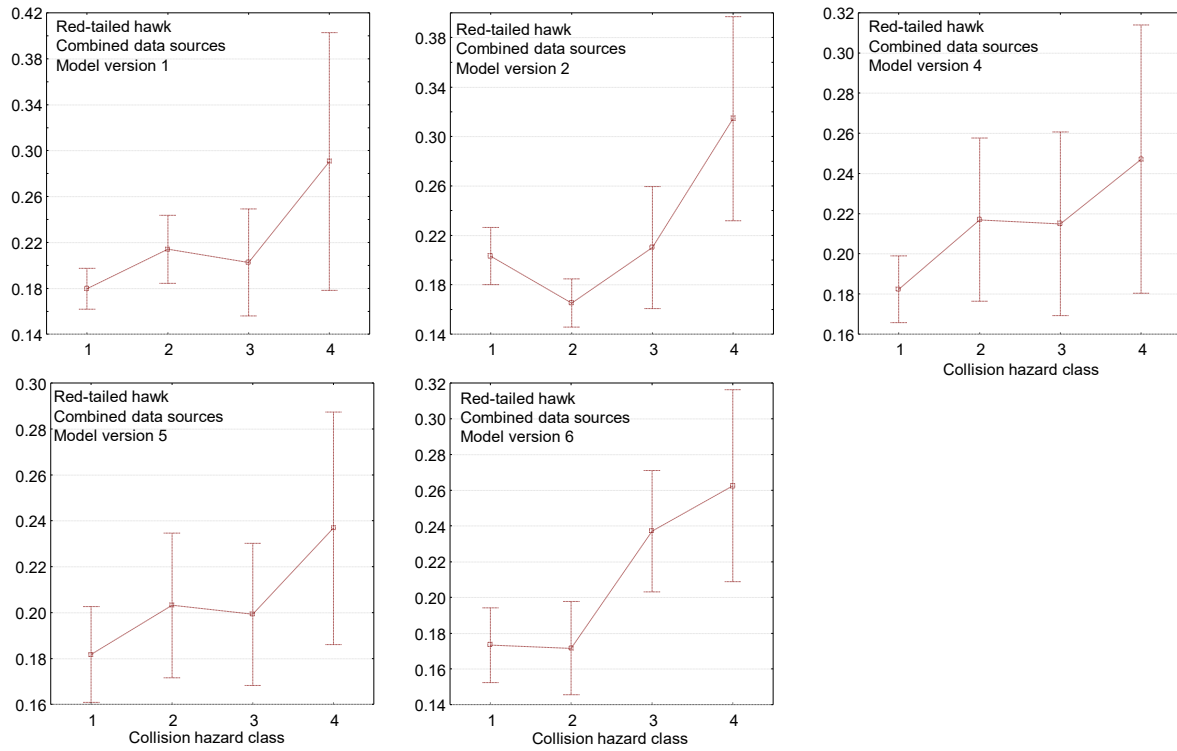 0.42
0.38
0.34
0.30
0.26
0.22
0.18
0.14
Red-tailed hawk
Combined data sources
Model version 1
1 2 3 4
0.38
0.34
0.30
0.26
0.22
0.18
0.14
Red-tailed hawk
Combined data sources
Model version 2
1 2 3 4
0.32
0.30
0.28
0.26
0.24
0.22
0.20
0.18
0.16
Red-tailed hawk
Combined data sources
Model version 4
1 2 3 4
Collision hazard class
0.30
0.28
0.26
0.24
0.22
0.20
0.18
0.16
Red-tailed hawk
Combined data sources
Model version 5
1 2 3 4
Collision hazard class
0.32
0.30
0.28
0.26
0.24
0.22
0.20
0.18
0.16
0.14
Red-tailed hawk
Combined data sources
Model version 6
1 2 3 4
Collision hazard class